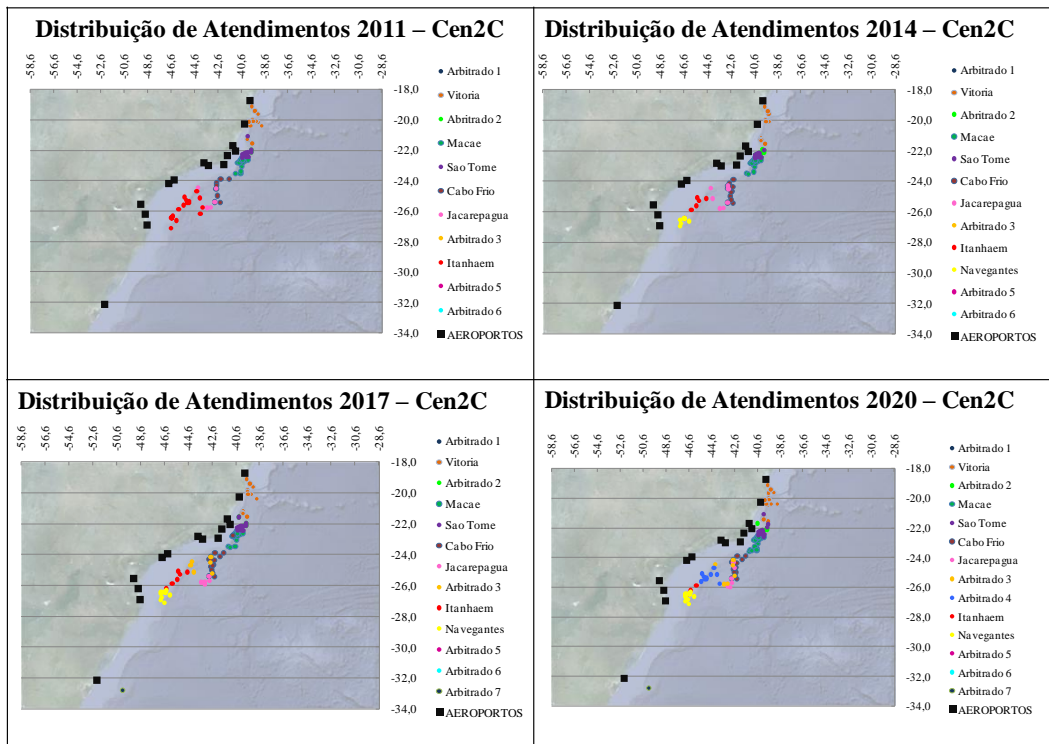 Distribuição de Atendimentos 2011 – Cen2C
-58,6 -56,6 -54,6 -52,6 -50,6 -48,6 -46,6 -44,6 -42,6 -40,6 -38,6 -36,6 -34,6 -32,6 -30,6 -28,6
-18,0
-20,0
-22,0
-24,0
-26,0
-28,0
-30,0
-32,0
-34,0
Arbitrado 1
Vitoria
Arbitrado 2
Macae
Sao Tome
Cabo Frio
Jacarepagua
Arbitrado 3
Itanhaem
Arbitrado 5
Arbitrado 6
AEROPORTOS
Distribuição de Atendimentos 2014 – Cen2C
-58,6 -56,6 -54,6 -52,6 -50,6 -48,6 -46,6 -44,6 -42,6 -40,6 -38,6 -36,6 -34,6 -32,6 -30,6 -28,6
-18,0
-20,0
-22,0
-24,0
-26,0
-28,0
-30,0
-32,0
-34,0
Arbitrado 1
Vitoria
Abritado 2
Macae
Sao Tome
Cabo Frio
Jacarepagua
Arbitrado 3
Itanhaem
Navegantes
Arbitrado 5
Arbitrado 6
AEROPORTOS
Distribuição de Atendimentos 2017 – Cen2C
-58,6 -56,6 -54,6 -52,6 -50,6 -48,6 -46,6 -44,6 -42,6 -40,6 -38,6 -36,6 -34,6 -32,6 -30,6 -28,6
-18,0
-20,0
-22,0
-24,0
-26,0
-28,0
-30,0
-32,0
-34,0
Arbitrado 1
Vitoria
Arbitrado 2
Macae
Sao Tome
Cabo Frio
Jacarepagua
Arbitrado 3
Itanhaem
Navegantes
Arbitrado 5
Arbitrado 6
Arbitrado 7
AEROPORTOS
Distribuição de Atendimentos 2020 – Cen2C
-58,6 -56,6 -54,6 -52,6 -50,6 -48,6 -46,6 -44,6 -42,6 -40,6 -38,6 -36,6 -34,6 -32,6 -30,6 -28,6
-18,0
-20,0
-22,0
-24,0
-26,0
-28,0
-30,0
-32,0
-34,0
Arbitrado 1
Vitoria
Arbitrado 2
Macae
Sao Tome
Cabo Frio
Jacarepagua
Arbitrado 3
Arbitrado 4
Itanhaem
Navegantes
Arbitrado 5
Arbitrado 6
Arbitrado 7
AEROPORTOS